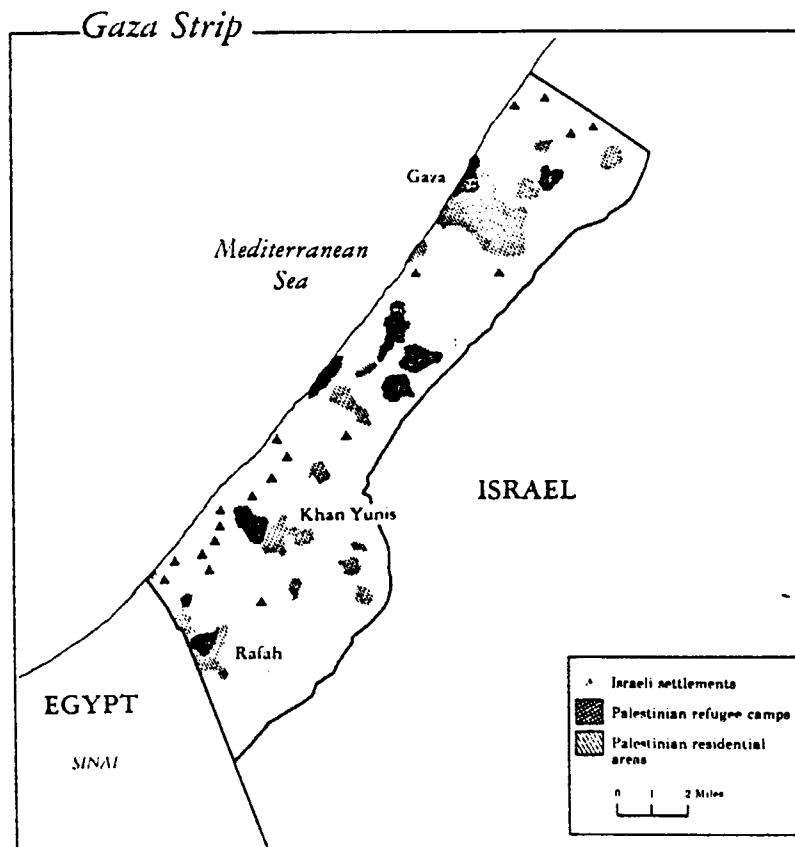 Gaza Strip
Gaza
Mediterranean
Sea
ISRAEL
Khan Yunis
Rafah
EGYPT
SINAI
Israeli settlements
Palestinian refugee camps
Palestinian residential
areas
0 1 2 Miles